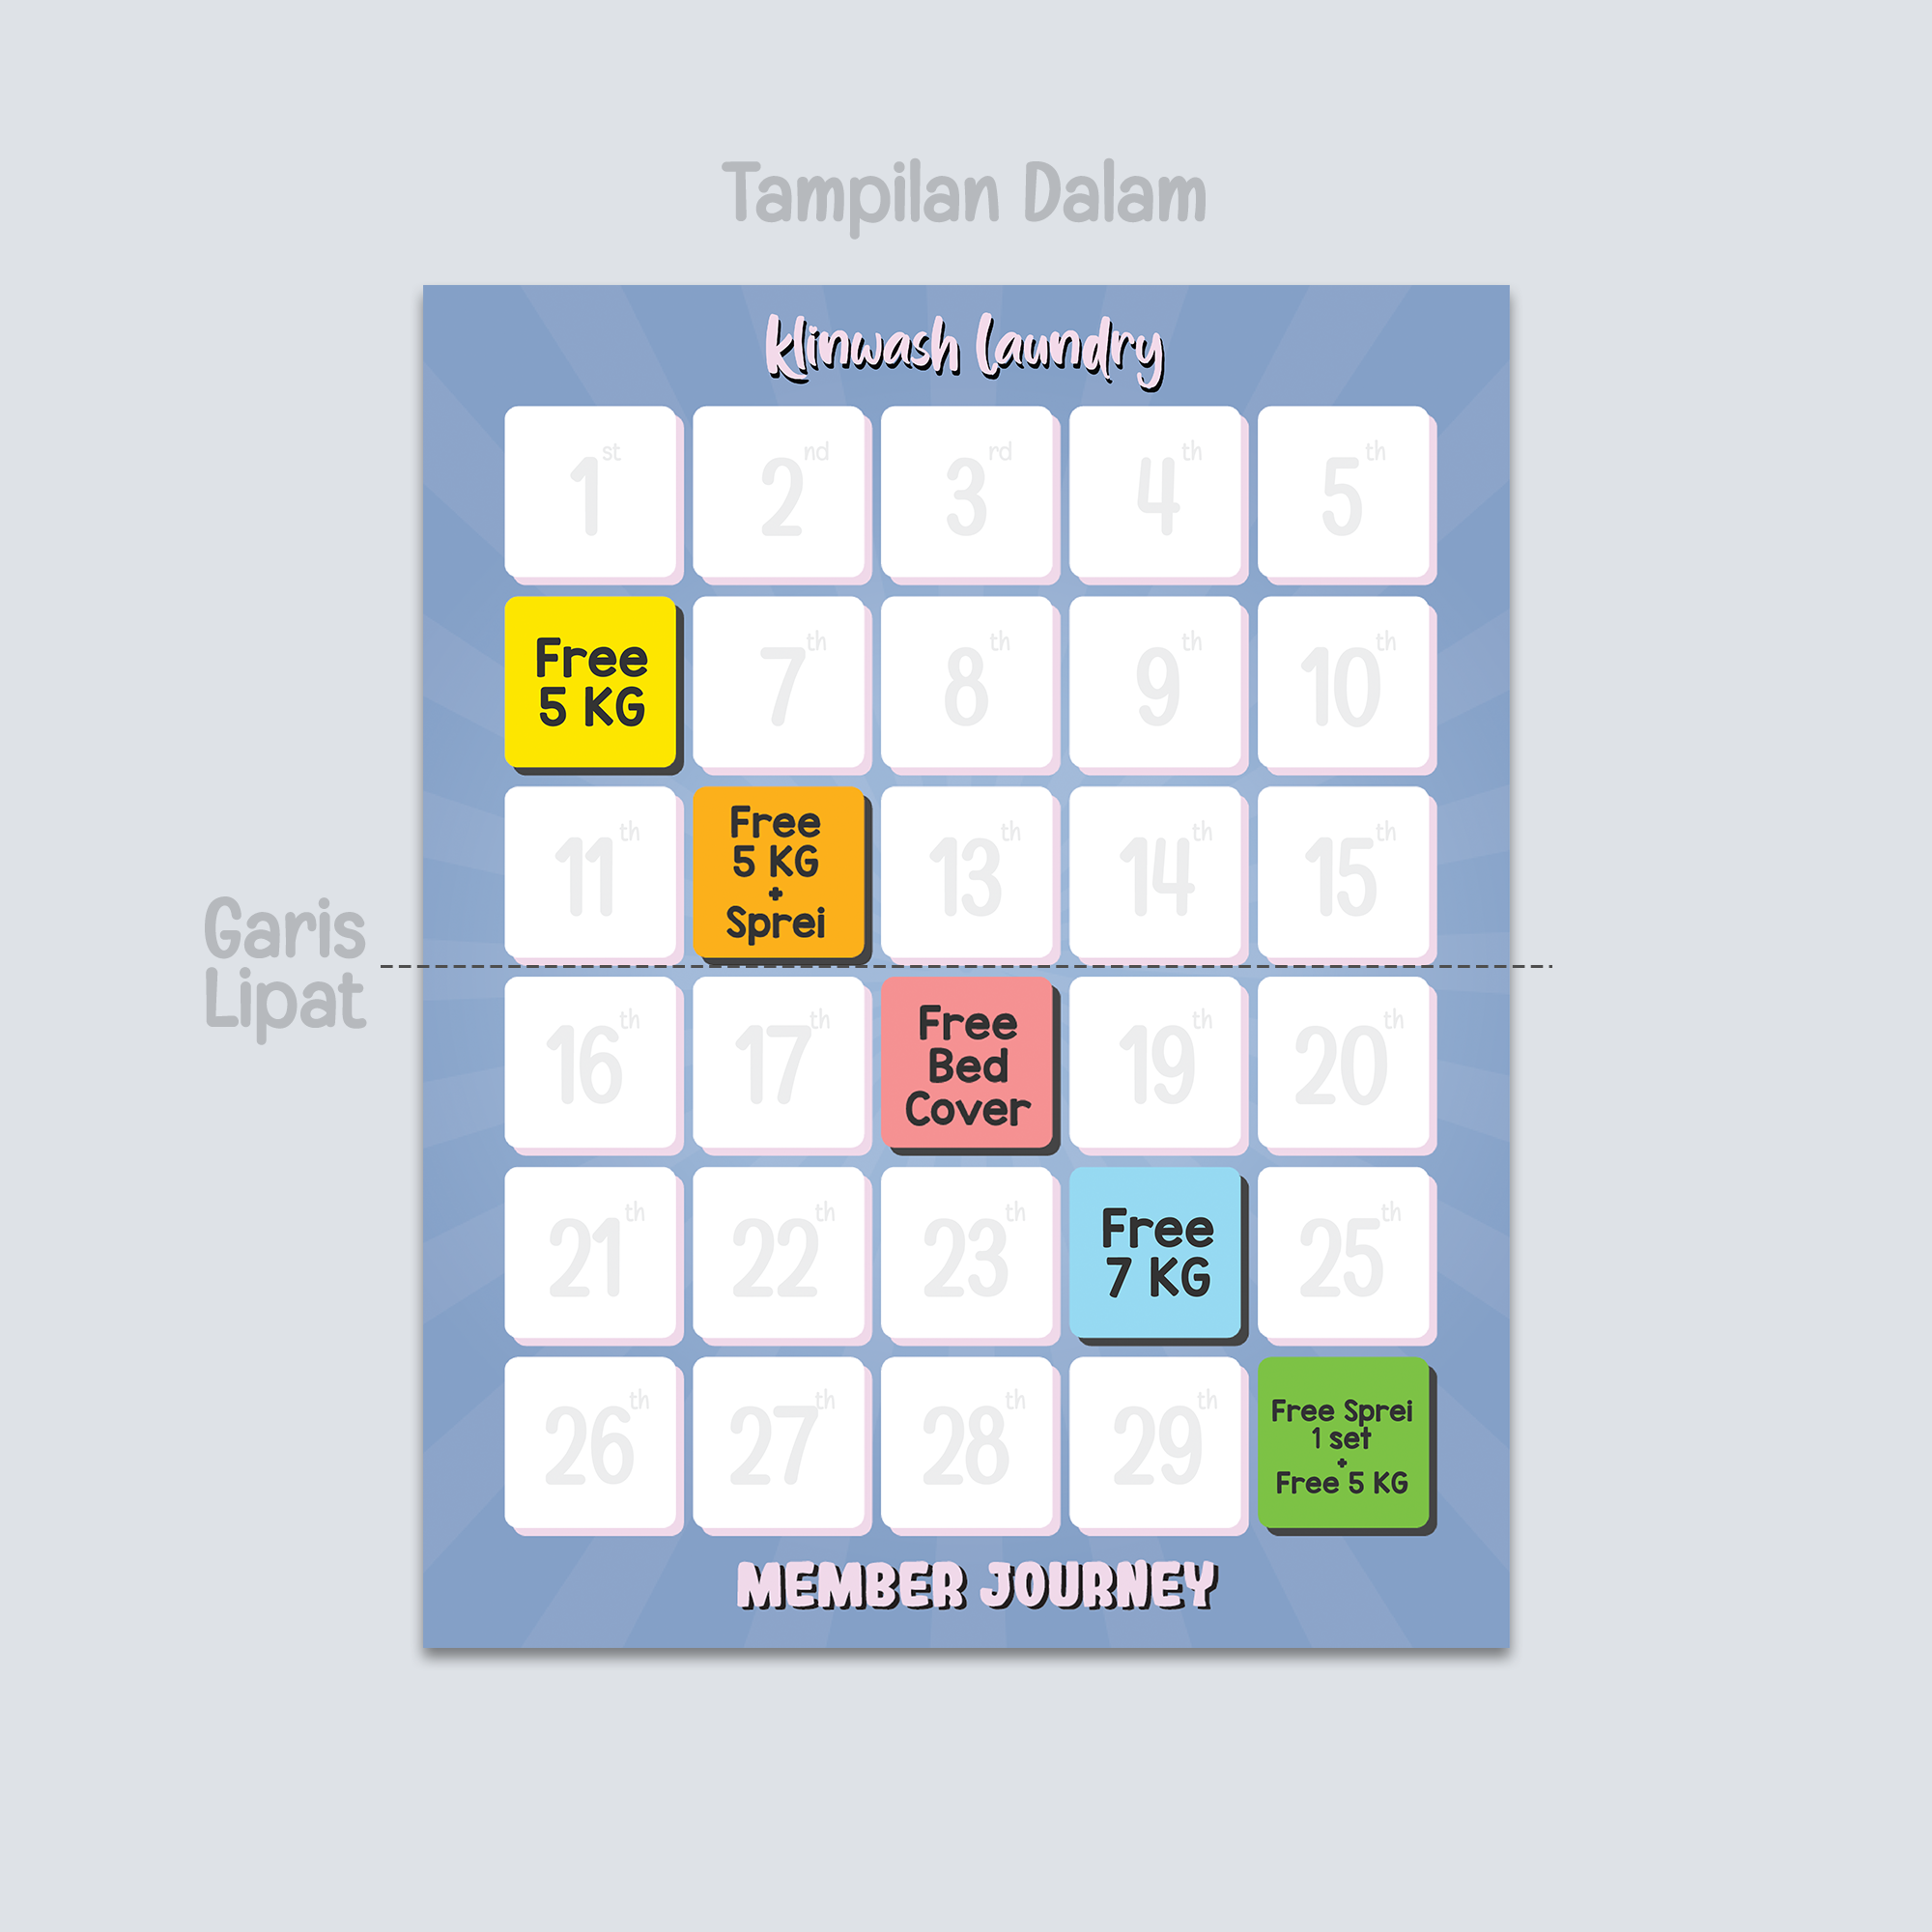 Tampilan Dalam
klinwash laundry
1st 2nd 3rd 4th 5th
Free
5 KG
7th 8th 9th 10th
11th
Free
5 KG
+
Sprei
13th 14th 15th
Garis
Lipat
16th 17th
Free
Bed
Cover
19th 20th
21th 22th 23th
Free
7 KG
25th
26th 27th 28th 29th
Free Sprei
1 set
+
Free 5 KG
MEMBER JOURNEY